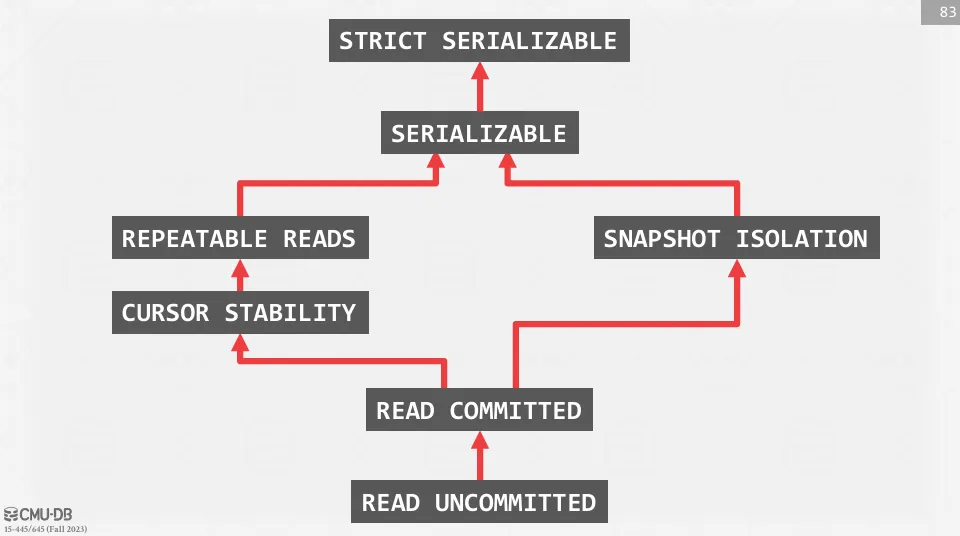 83
STRICT SERIALIZABLE
SERIALIZABLE
REPEATABLE READS
SNAPSHOT ISOLATION
CURSOR STABILITY
READ COMMITTED
READ UNCOMMITTED
CMU·DB
15-445/645 (Fall 2023)